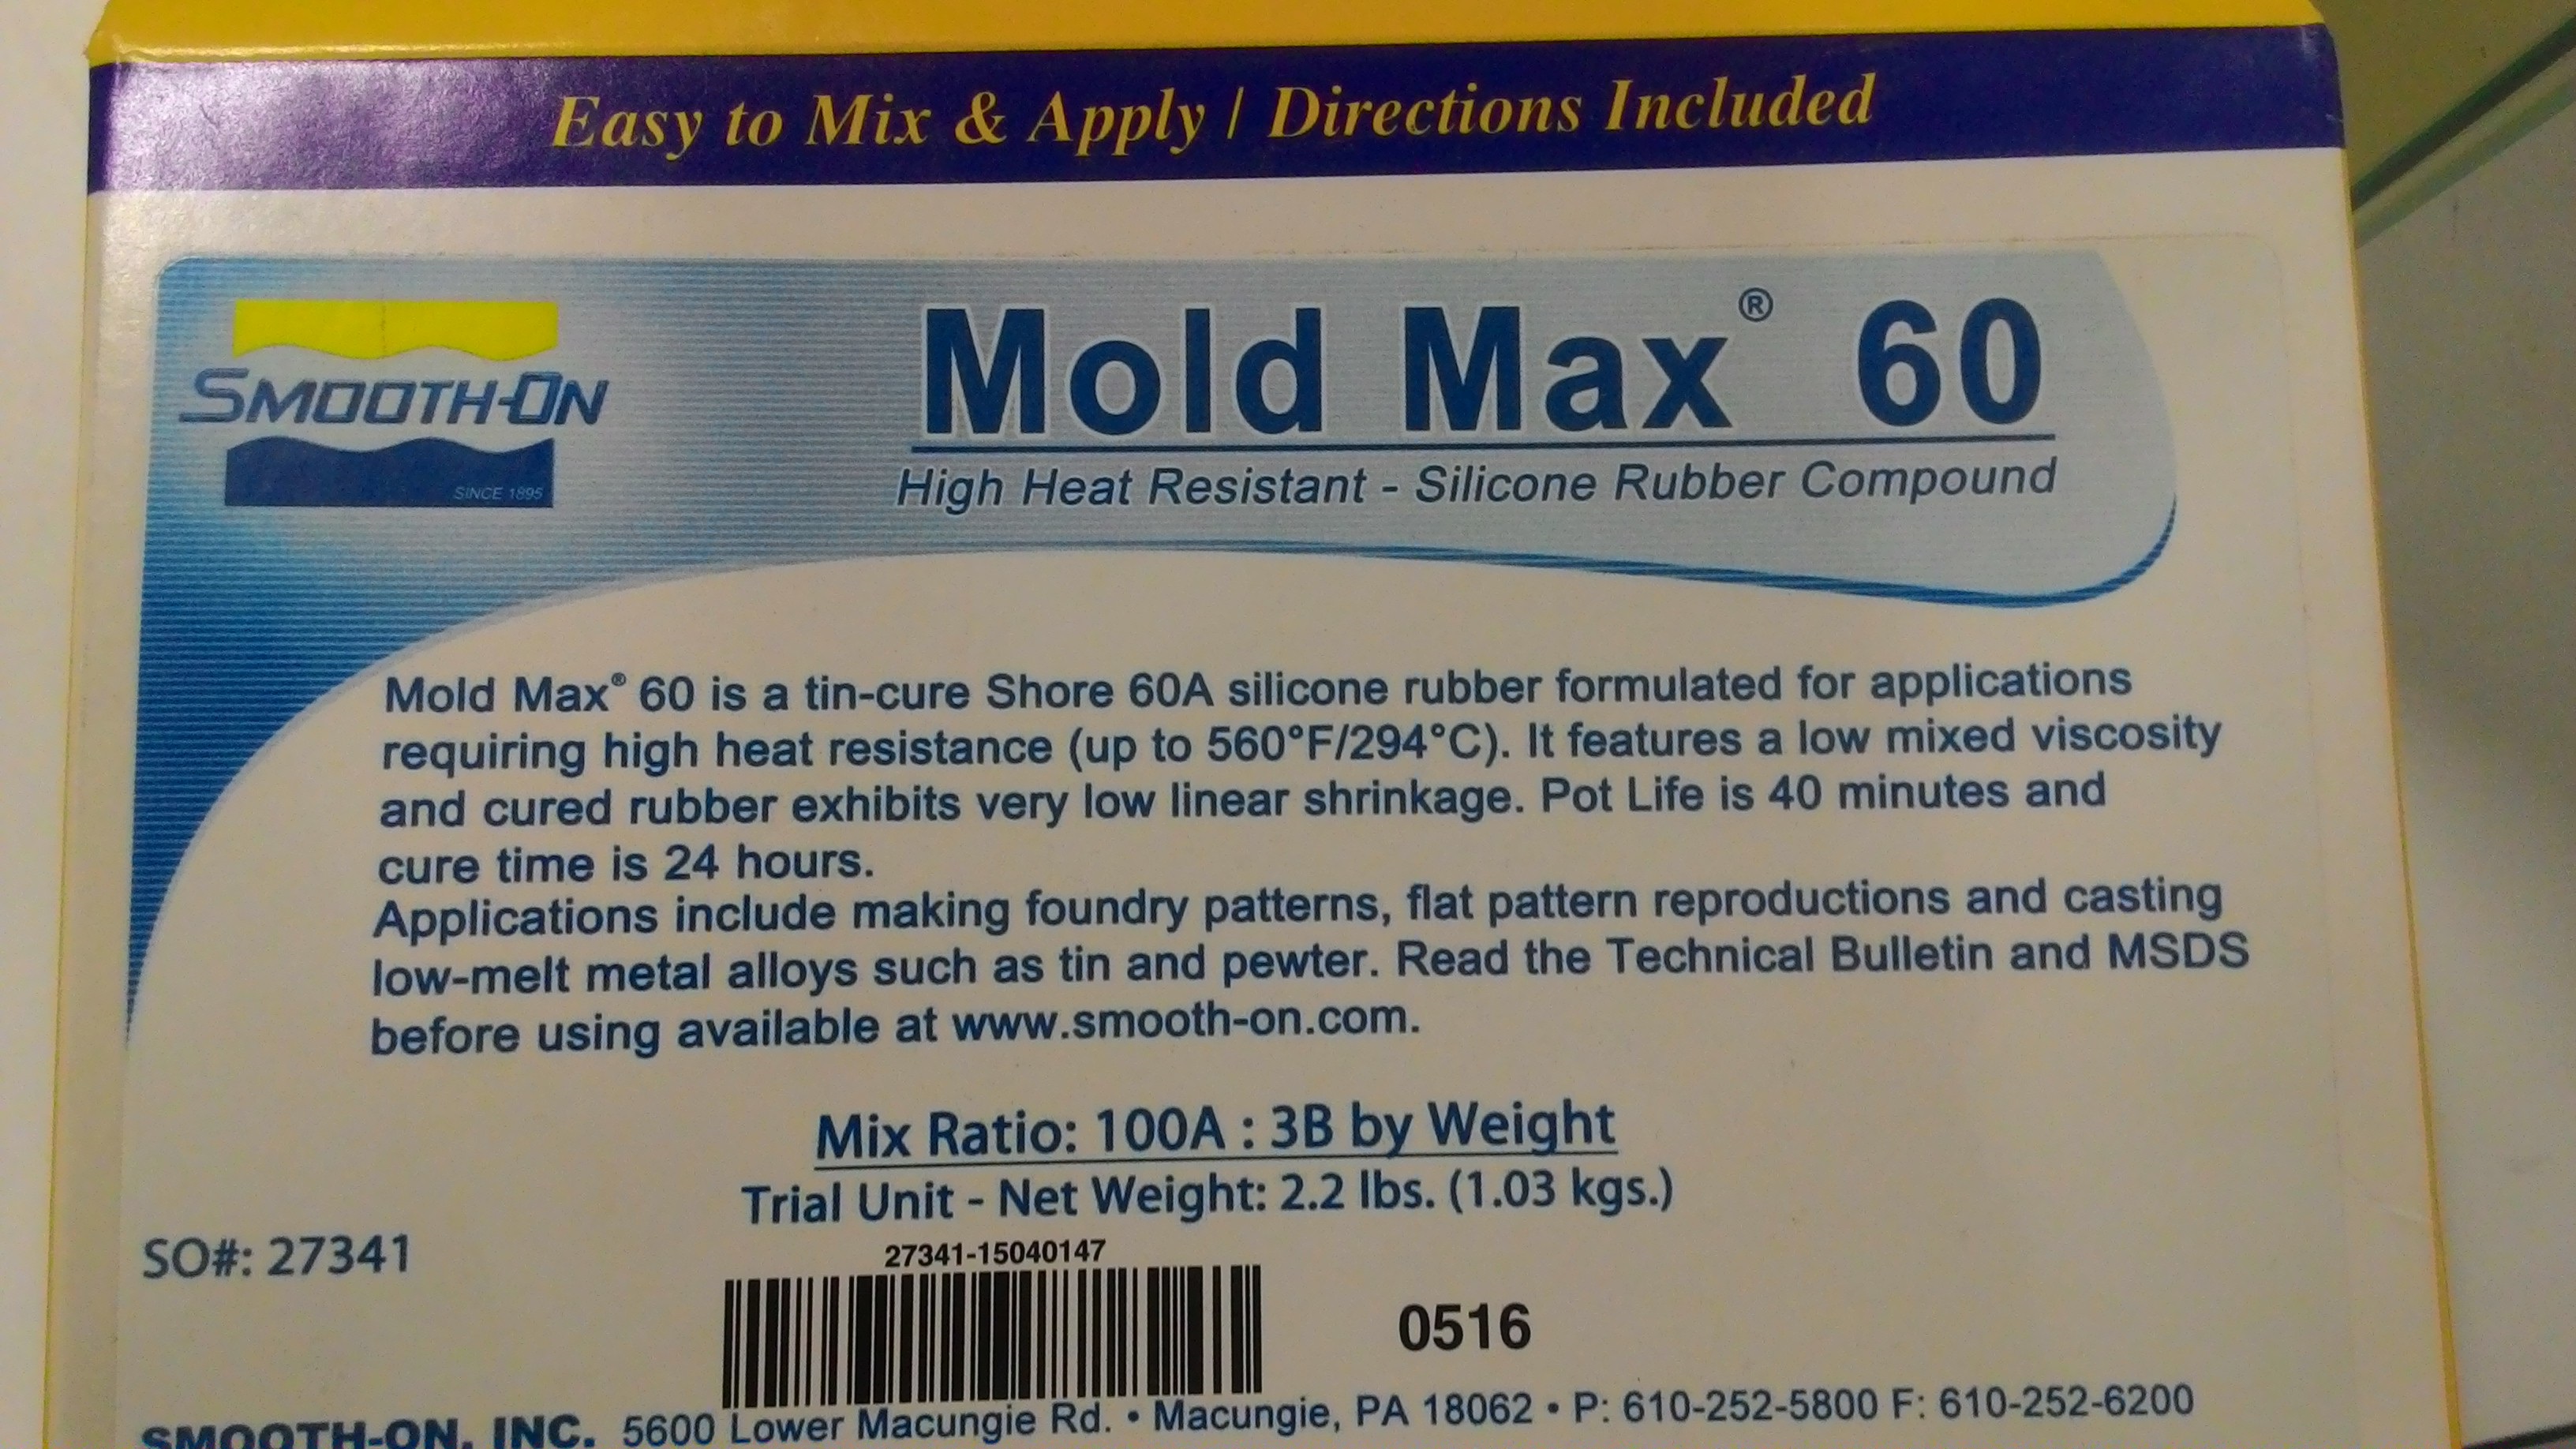 Easy to Mix & Apply / Directions Included
SMOOTH-ON
SINCE 1895
Mold Max® 60
High Heat Resistant - Silicone Rubber Compound
Mold Max® 60 is a tin-cure Shore 60A silicone rubber formulated for applications
requiring high heat resistance (up to 560°F/294°C). It features a low mixed viscosity
and cured rubber exhibits very low linear shrinkage. Pot Life is 40 minutes and
cure time is 24 hours.
Applications include making foundry patterns, flat pattern reproductions and casting
low-melt metal alloys such as tin and pewter. Read the Technical Bulletin and MSDS
before using available at www.smooth-on.com.
Mix Ratio: 100A : 3B by Weight
Trial Unit - Net Weight: 2.2 lbs. (1.03 kgs.)
SO#: 27341
27341-15040147
0516
SMOOTH-ON, INC. 5600 Lower Macungie Rd. • Macungie, PA 18062 • P: 610-252-5800 F: 610-252-6200